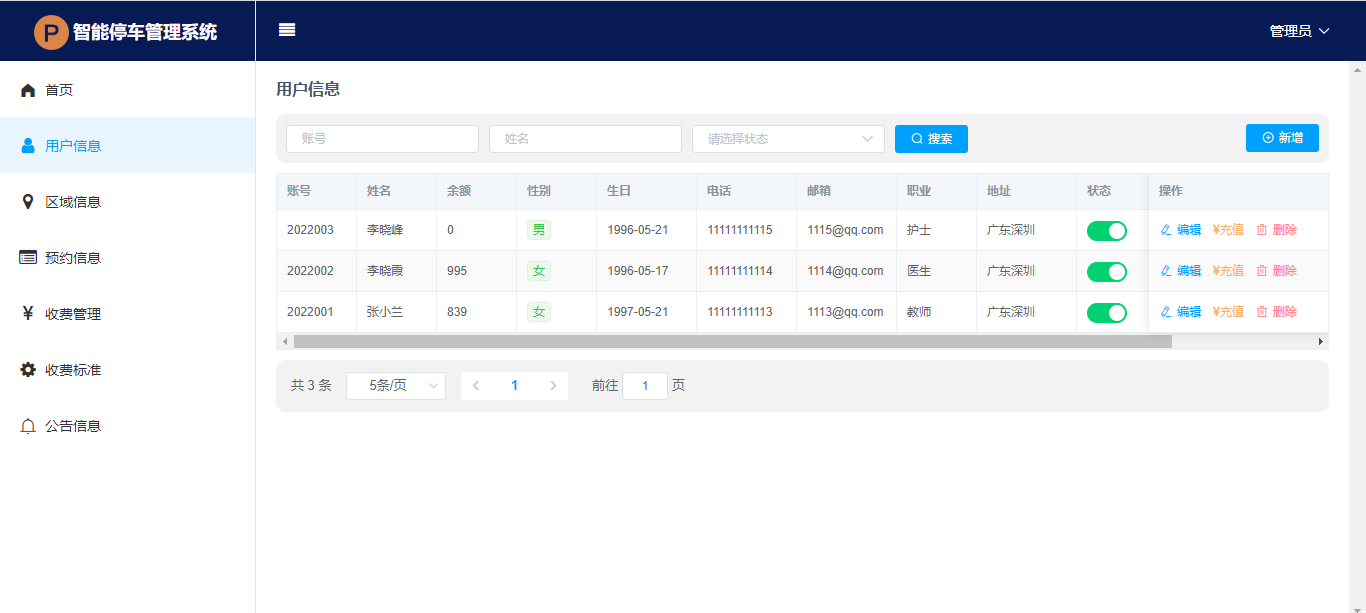 P 智能停车管理系统
管理员
首页
用户信息
区域信息
预约信息
¥ 收费管理
收费标准
公告信息
用户信息
账号 姓名 请选择状态 搜索 新增
账号 姓名 余额 性别 生日 电话 邮箱 职业 地址 状态 操作
2022003 李晓峰 0 男 1996-05-21 11111111115 1115@qq.com 护士 广东深圳 编辑 ¥充值 删除
2022002 李晓霞 995 女 1996-05-17 11111111114 1114@qq.com 医生 广东深圳 编辑 ¥充值 删除
2022001 张小兰 839 女 1997-05-21 11111111113 1113@qq.com 教师 广东深圳 编辑 ¥充值 删除
共 3 条 5条/页 1 前往 1 页